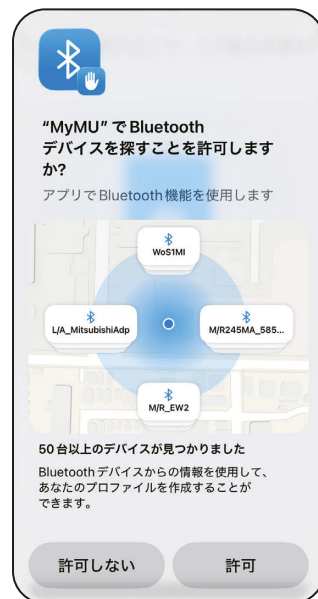 “MyMU” で Bluetooth
デバイスを探すことを許可します
か?
アプリで Bluetooth 機能を使用します
WoS1MI
L/A_MitsubishiAdp
M/R245MA_585...
M/R_EW2
50 台以上のデバイスが見つかりました
Bluetooth デバイスからの情報を使用して、
あなたのプロファイルを作成することが
できます。
許可しない
許可